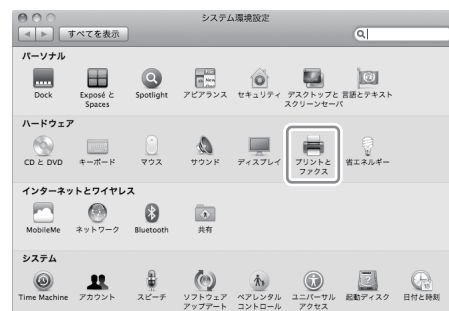 システム環境設定
すべてを表示
パーソナル
Dock
Exposé と
Spaces
Spotlight
アピアランス
セキュリティ
デスクトップと
スクリーンセーバ
言語とテキスト
ハードウェア
CD と DVD
キーボード
マウス
サウンド
ディスプレイ
プリントと
ファクス
省エネルギー
インターネットとワイヤレス
MobileMe
ネットワーク
Bluetooth
共有
システム
Time Machine
アカウント
スピーチ
ソフトウェア
アップデート
ペアレンタル
コントロール
ユニバーサル
アクセス
起動ディスク
日付と時刻